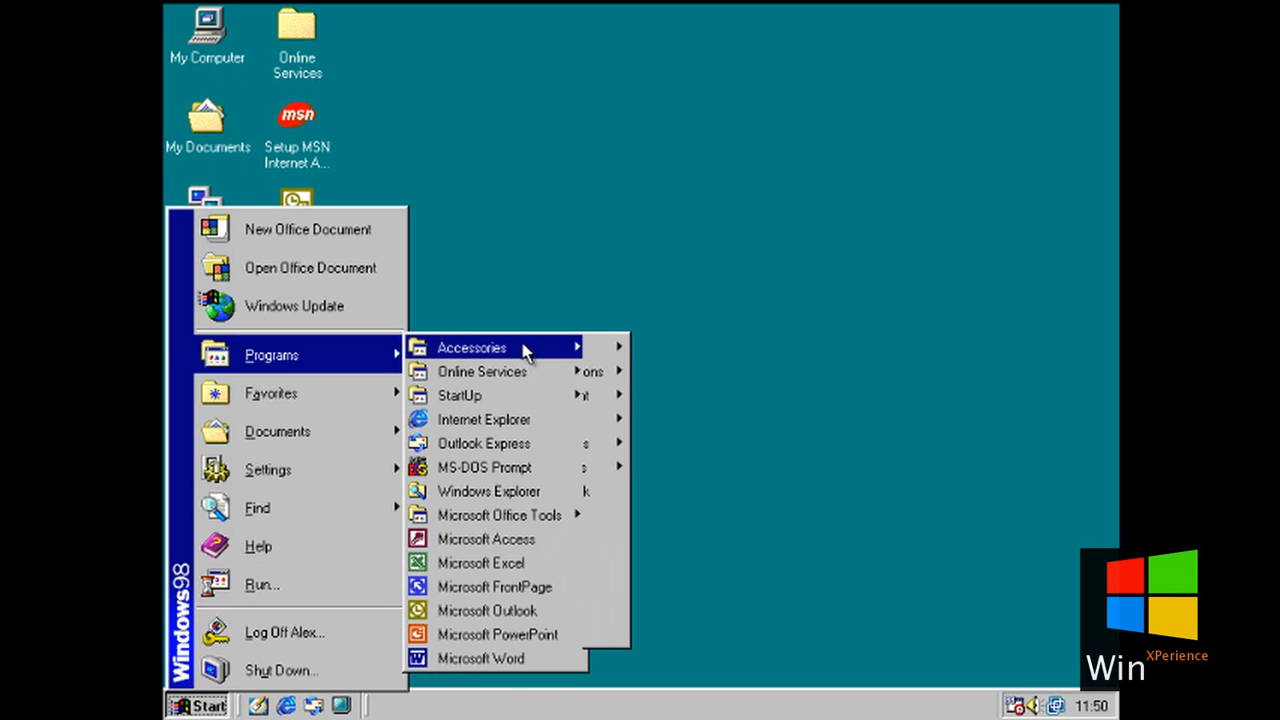 My Computer
Online
Services
My Documents
msn
Setup MSN
Internet A...
New Office Document
Open Office Document
Windows Update
Programs
Favorites
Documents
Settings
Find
Help
Run...
Log Off Alex...
Shut Down...
Windows98
Accessories
Online Services
ons
StartUp
nt
Internet Explorer
Outlook Express
s
MS-DOS Prompt
s
Windows Explorer
k
Microsoft Office Tools
Microsoft Access
Microsoft Excel
Microsoft FrontPage
Microsoft Outlook
Microsoft PowerPoint
Microsoft Word
Start
11:50
Win XPerience